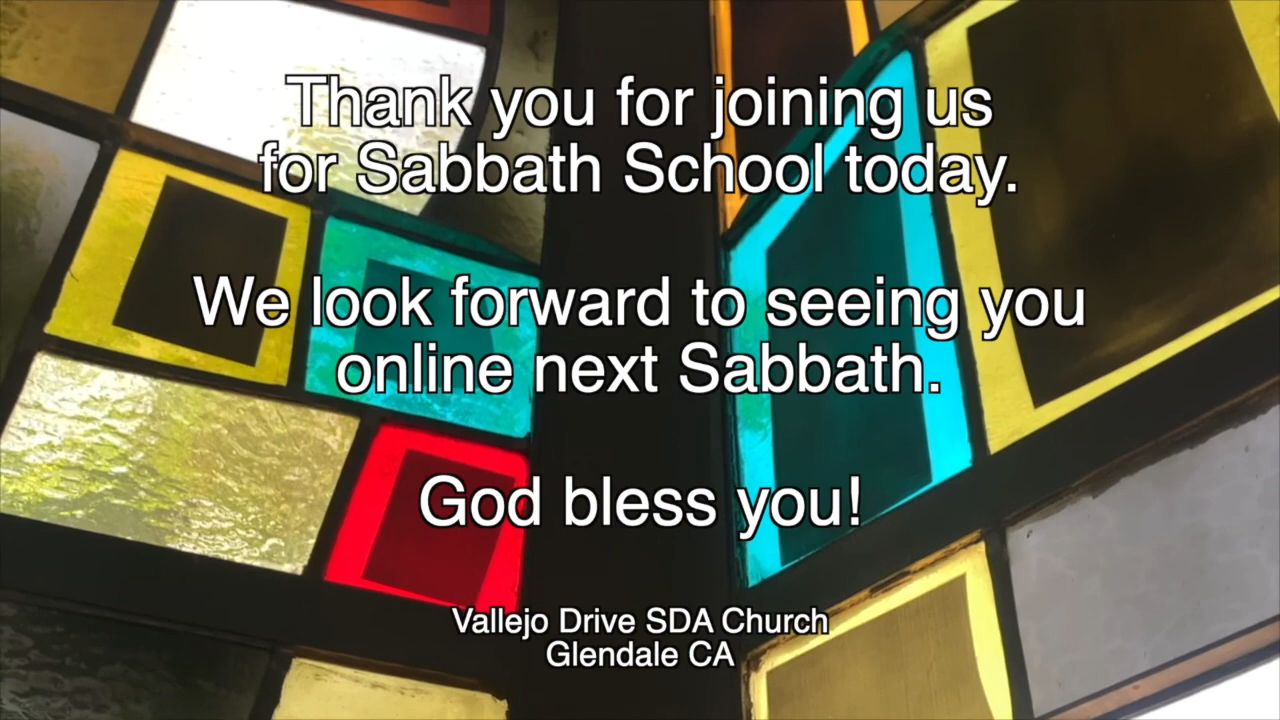 Thank you for joining us
for Sabbath School today.
We look forward to seeing you
online next Sabbath.
God bless you!
Vallejo Drive SDA Church
Glendale CA